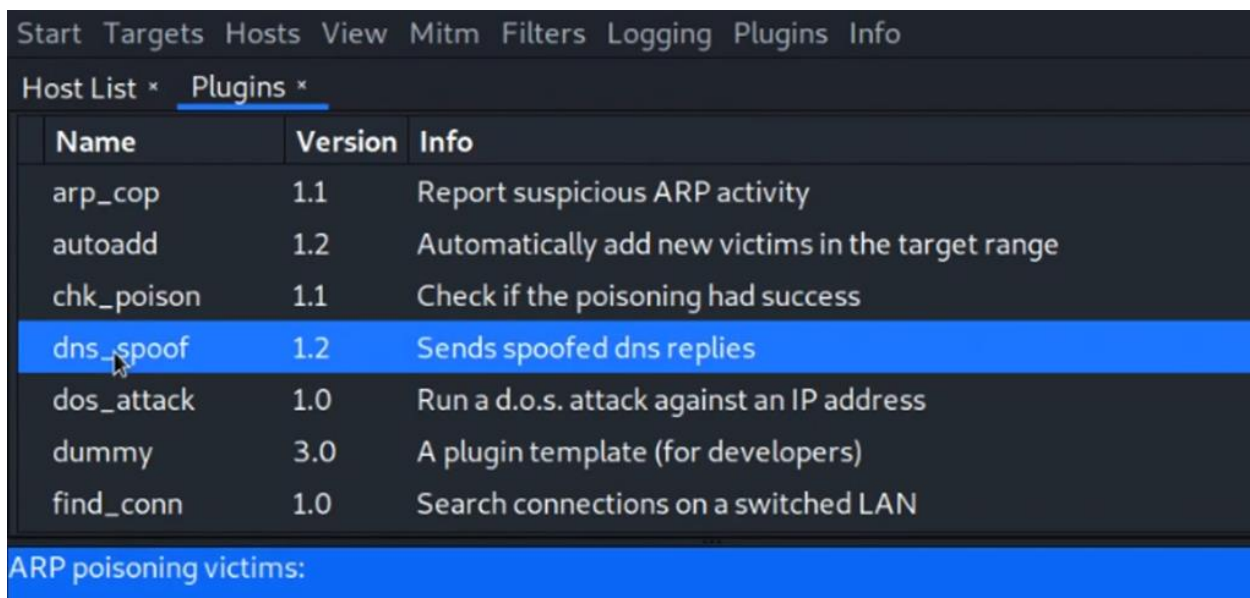 Start Targets Hosts View Mitm Filters Logging Plugins Info
Host List × Plugins ×
Name Version Info
arp_cop 1.1 Report suspicious ARP activity
autoadd 1.2 Automatically add new victims in the target range
chk_poison 1.1 Check if the poisoning had success
dns_spoof 1.2 Sends spoofed dns replies
dos_attack 1.0 Run a d.o.s. attack against an IP address
dummy 3.0 A plugin template (for developers)
find_conn 1.0 Search connections on a switched LAN
ARP poisoning victims: